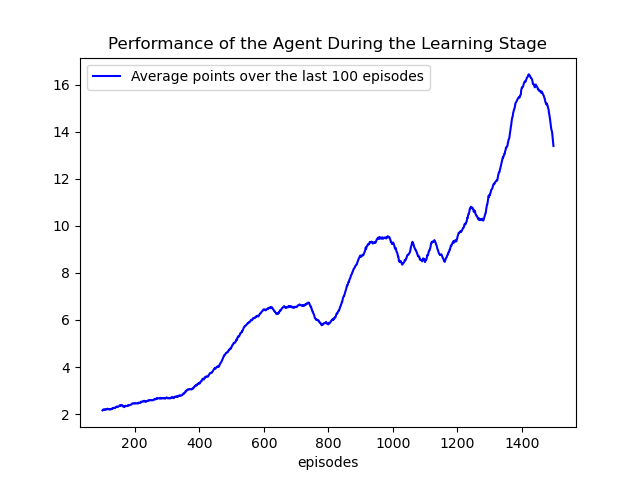 Performance of the Agent During the Learning Stage
Average points over the last 100 episodes
16
14
12
10
8
6
4
2
200 400 600 800 1000 1200 1400
episodes